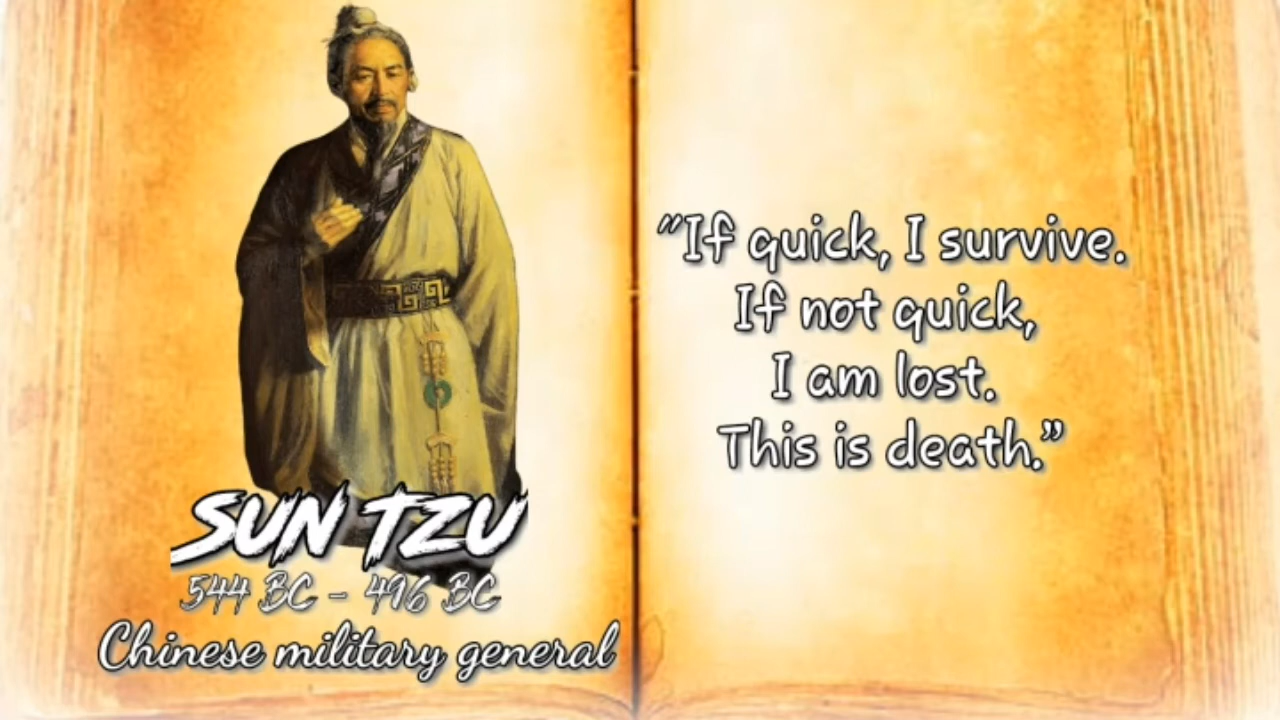 SUN TZU
544 BC - 496 BC
Chinese military general
“If quick, I survive.
If not quick,
I am lost.
This is death.”